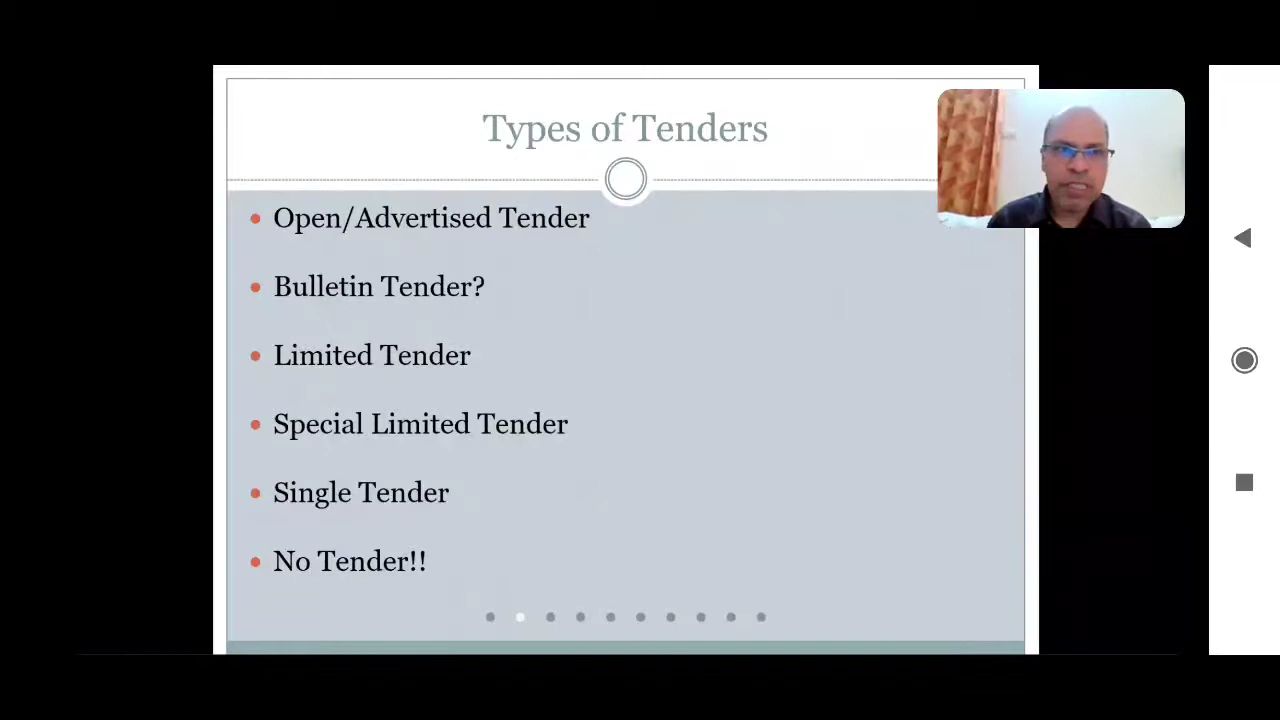 Types of Tenders
Open/Advertised Tender
Bulletin Tender?
Limited Tender
Special Limited Tender
Single Tender
No Tender!!